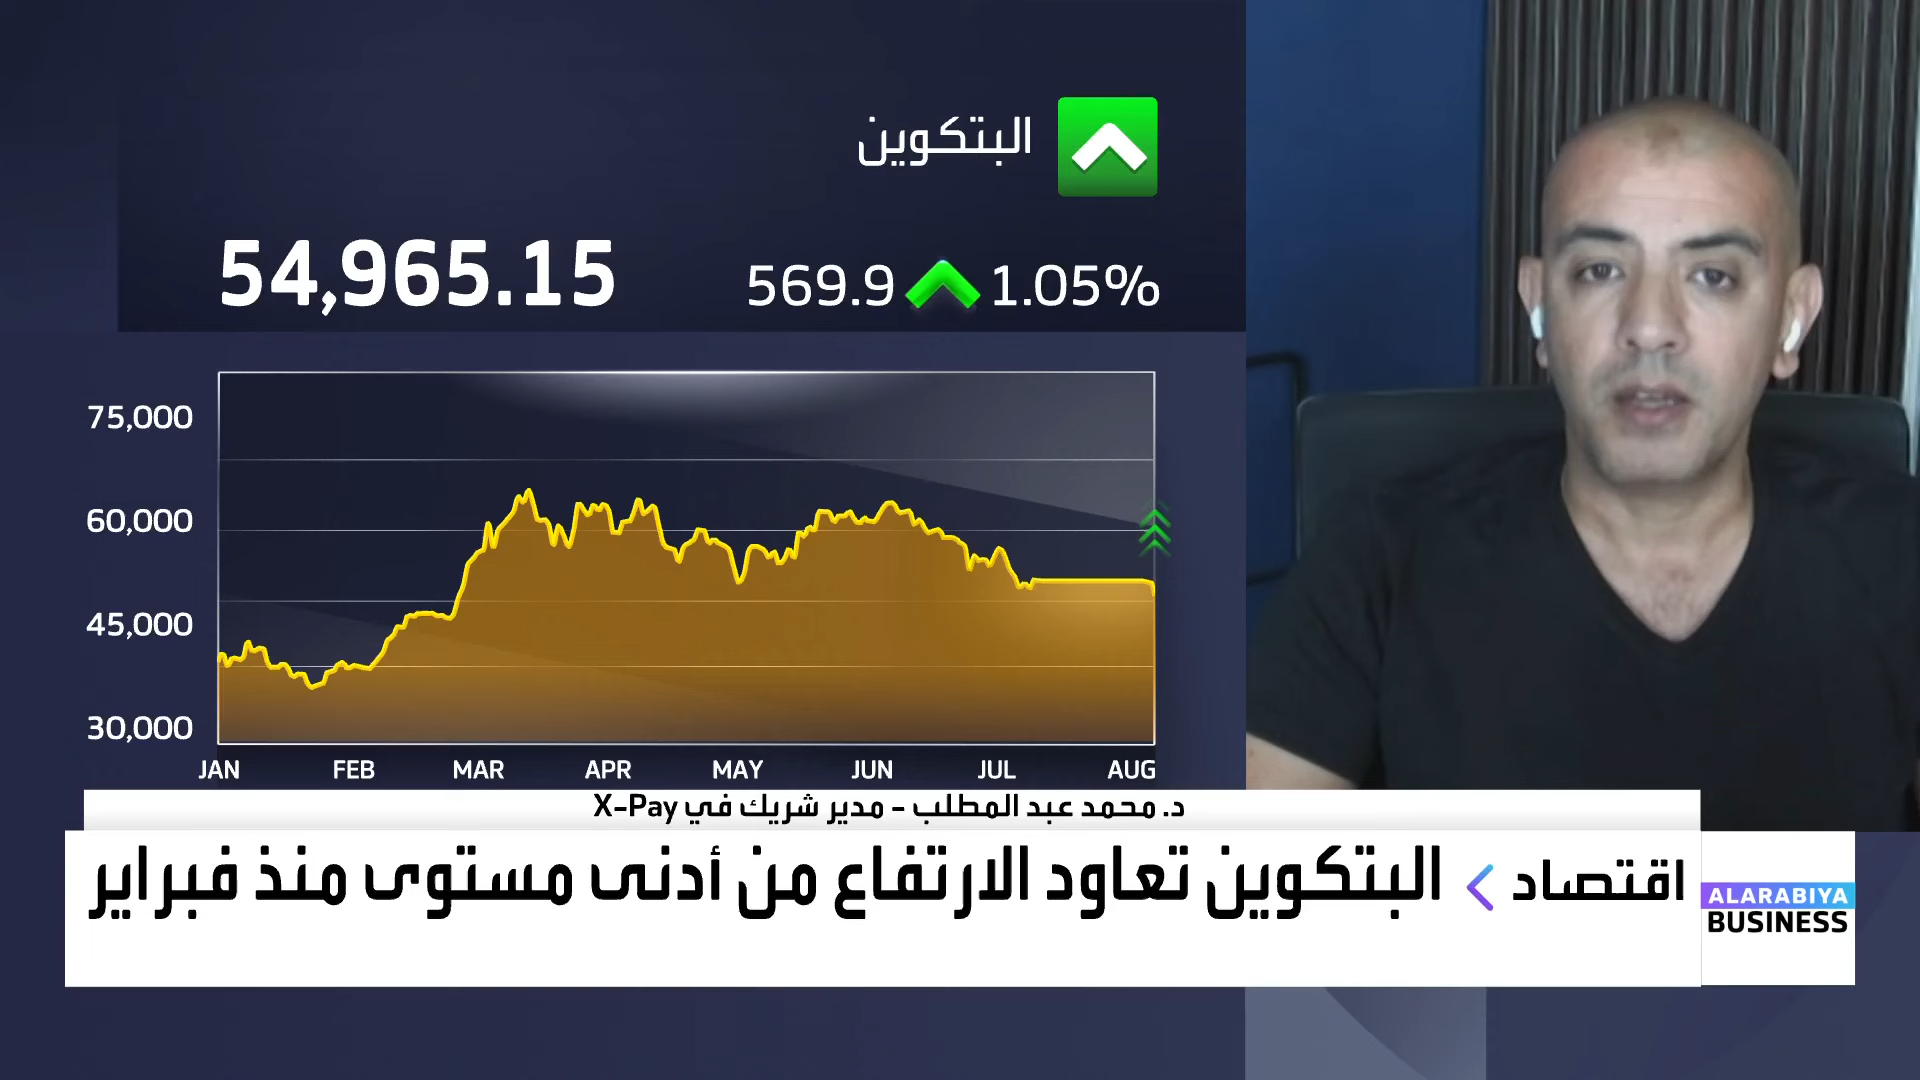 البتكوين
54,965.15
569.9 1.05%
75,000
60,000
45,000
30,000
JAN FEB MAR APR MAY JUN JUL AUG
د. محمد عبد المطلب - مدير شريك في X-Pay
اقتصاد
البتكوين تعاود الارتفاع من أدنى مستوى منذ فبراير
ALARABIYA
BUSINESS